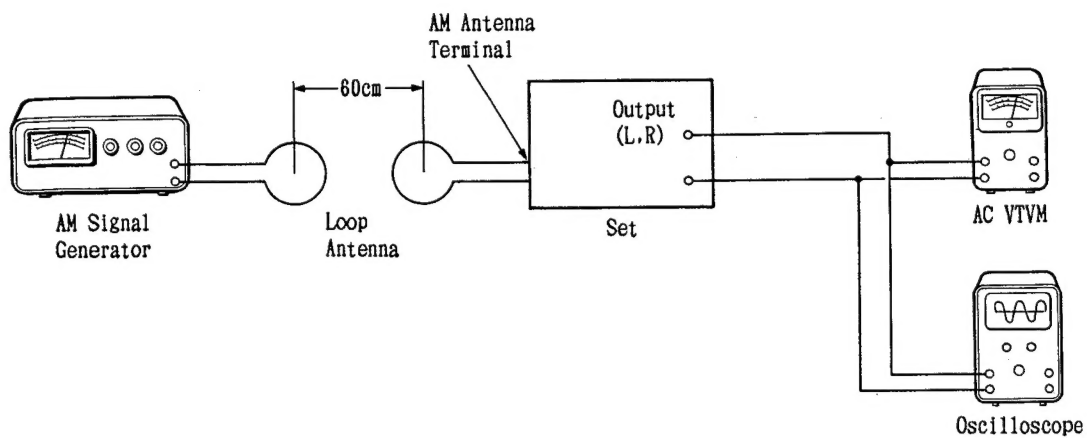 AM Antenna
Terminal
60cm
Output
(L,R)
AM Signal
Generator
Loop
Antenna
Set
AC VTVM
Oscilloscope